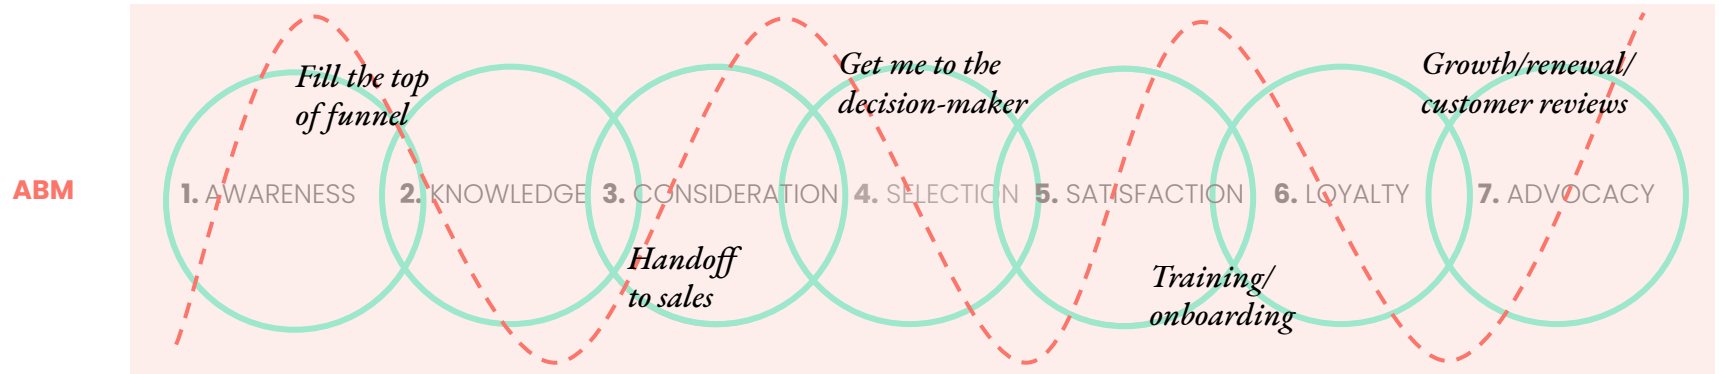 Fill the top
of funnel
Get me to the
decision-maker
Growth/renewal/
customer reviews
ABM
1. AWARENESS
2. KNOWLEDGE
3. CONSIDERATION
4. SELECTION
5. SATISFACTION
6. LOYALTY
7. ADVOCACY
Handoff
to sales
Training/
onboarding